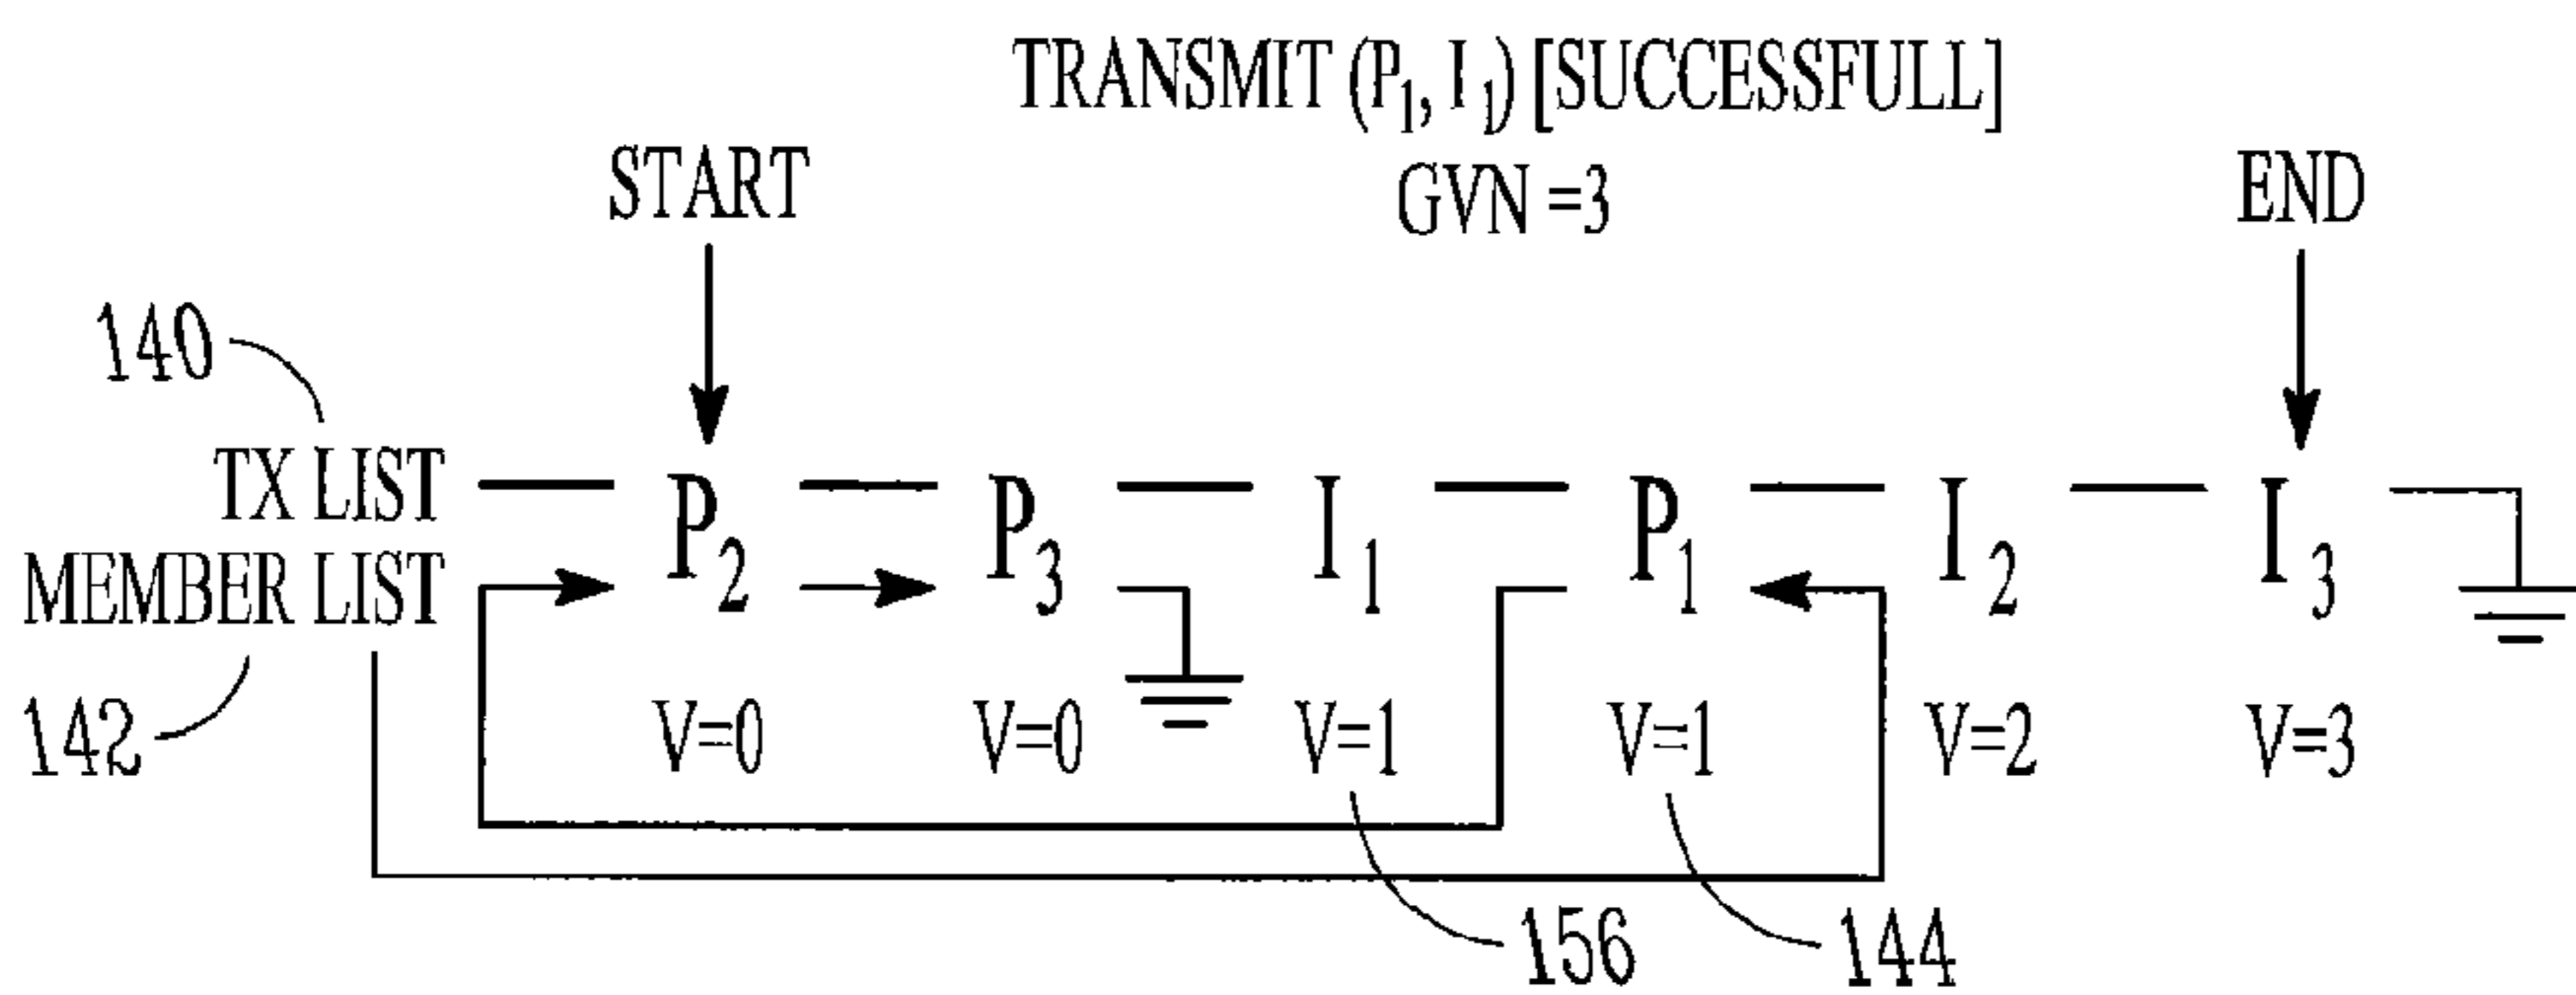 TRANSMIT (P1, I1) [SUCCESSFULL]
START
GVN =3
END
140
TX LIST
P2 P3 I1 P1 I2 I3
MEMBER LIST
142
V=0 V=0 V=1 V=1 V=2 V=3
156
144